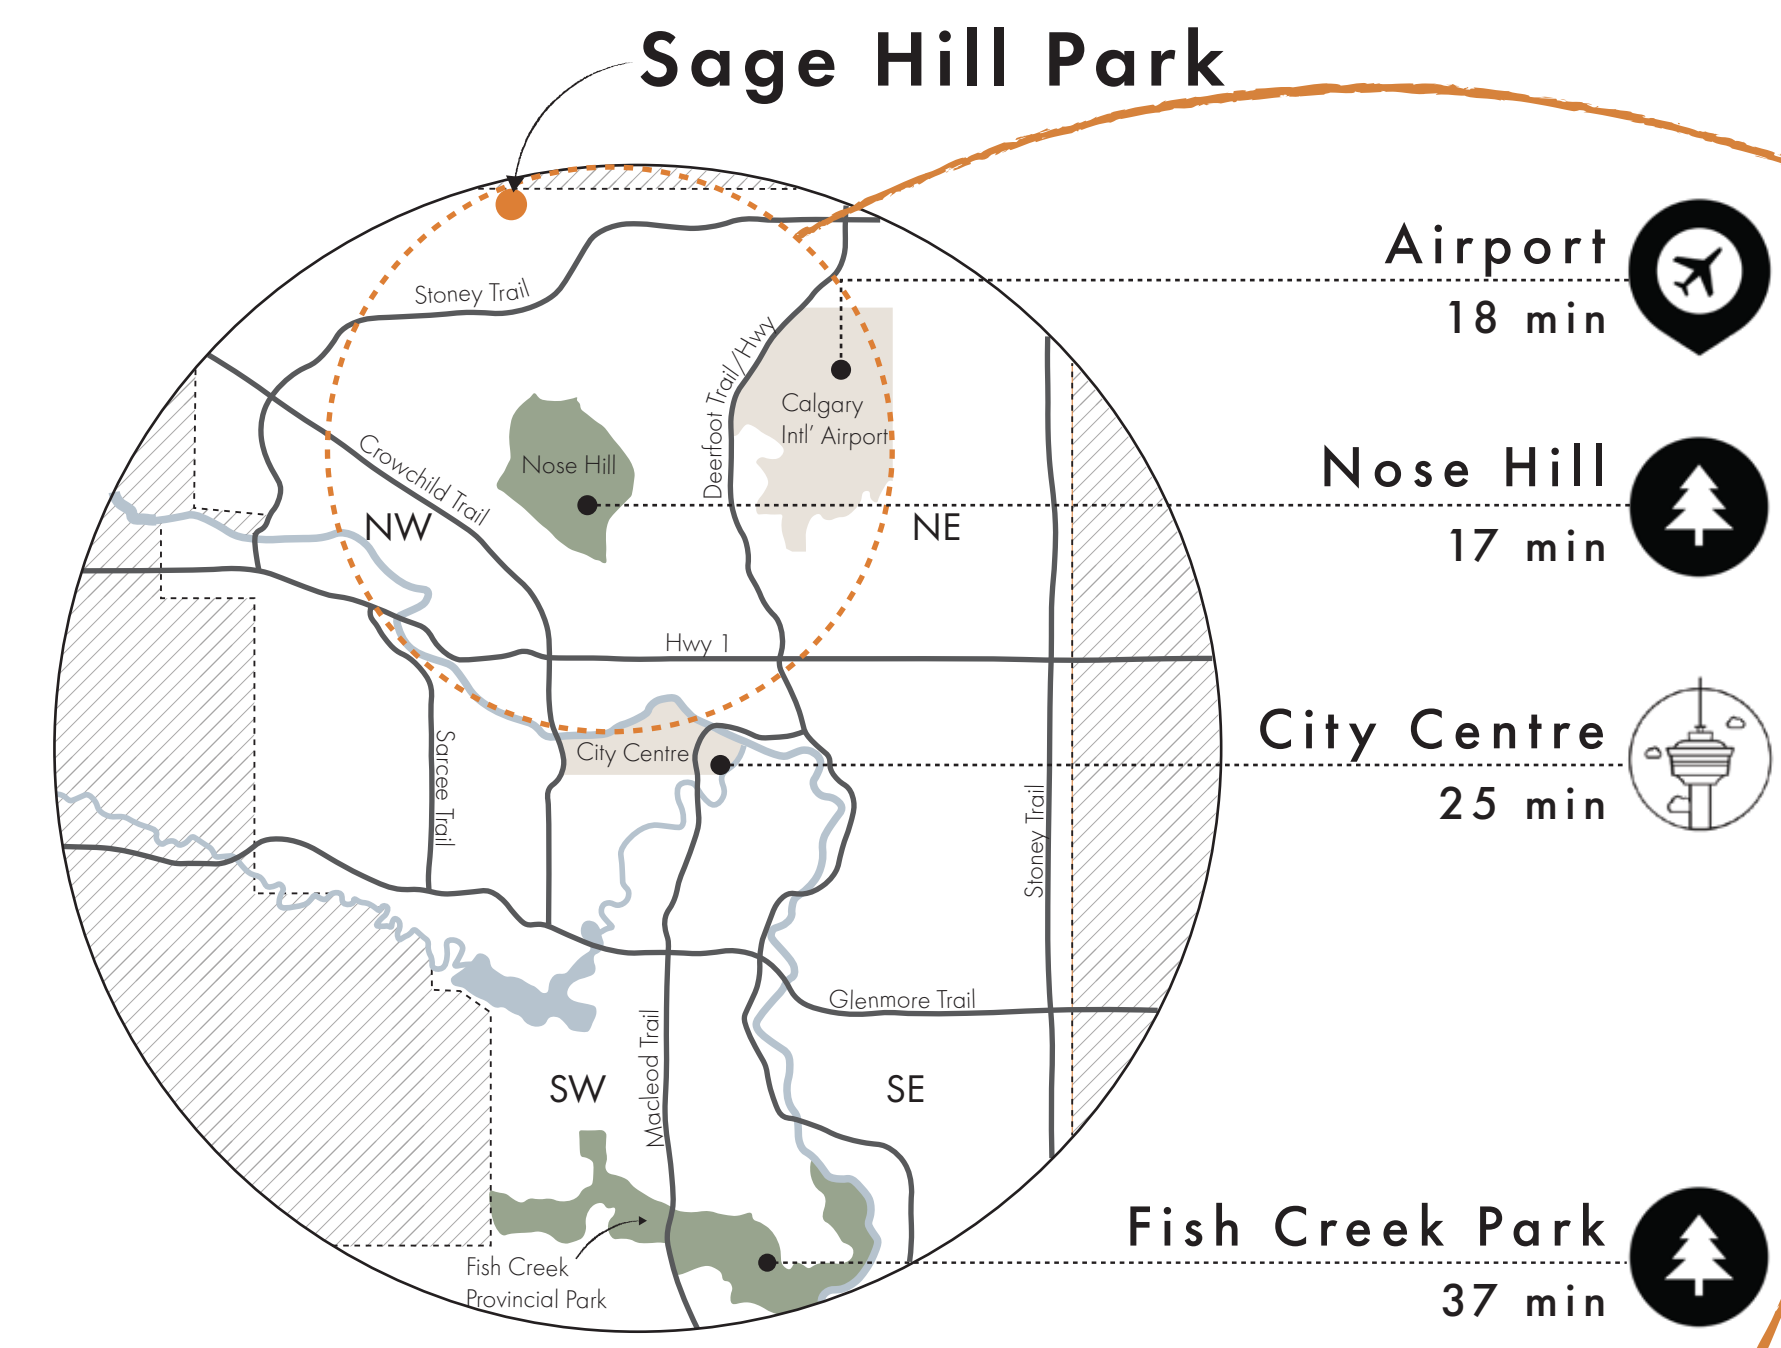 Sage Hill Park
Airport
18 min
Stoney Trail
Deerfoot Trail/Hwy
Calgary
Intl' Airport
Crowchild Trail
Nose Hill
Nose Hill
17 min
NW
NE
Hwy 1
City Centre
25 min
City Centre
Sarcee Trail
Stoney Trail
Glenmore Trail
Macleod Trail
SW
SE
Fish Creek Park
37 min
Fish Creek
Provincial Park